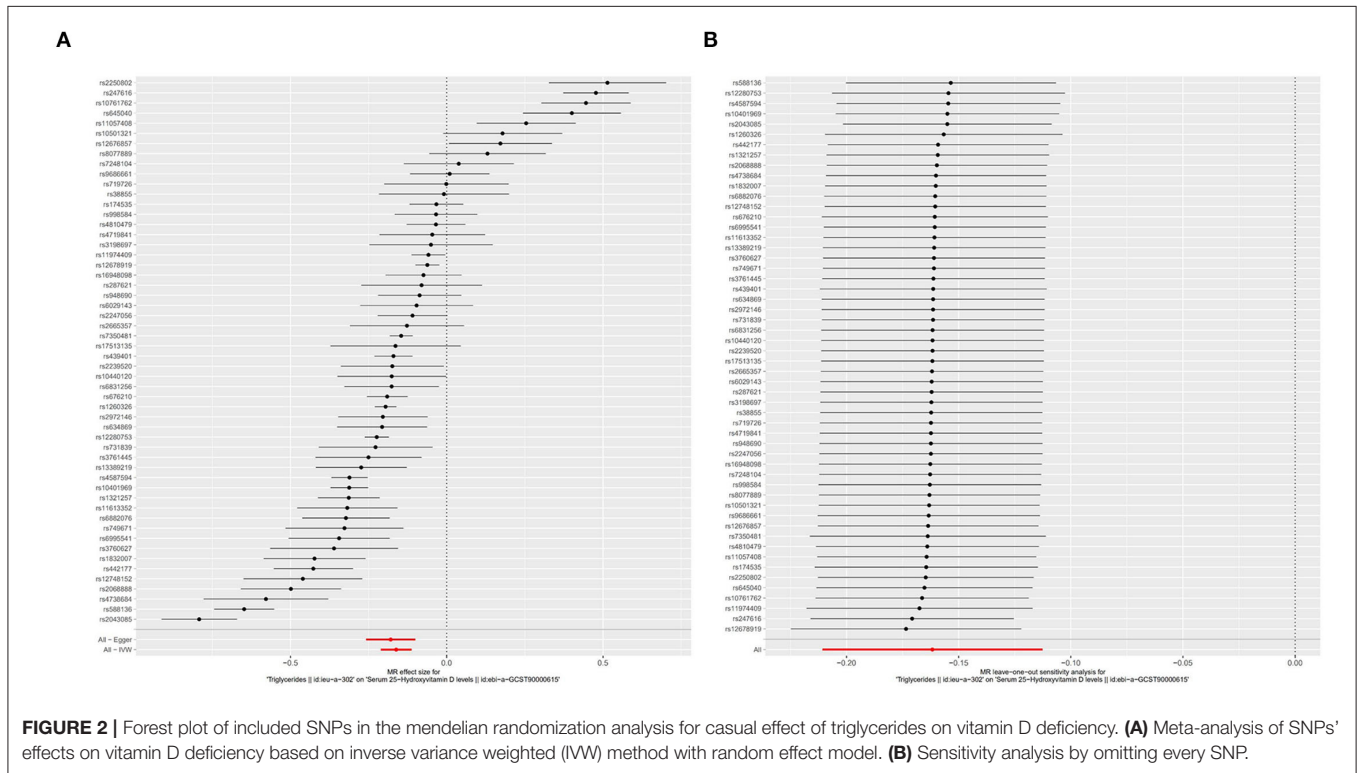 A
rs2250802
rs247616
rs10761762
rs645040
rs11057408
rs10501321
rs12676857
rs8077889
rs7248104
rs9686661
rs719726
rs38855
rs174535
rs998584
rs4810479
rs4719841
rs3198697
rs11974409
rs12678919
rs16948098
rs287621
rs948690
rs6029143
rs2247056
rs2665357
rs7350481
rs17513135
rs439401
rs2239520
rs10440120
rs6831256
rs676210
rs1260326
rs2972146
rs634869
rs12280753
rs731839
rs3761445
rs13389219
rs4587594
rs10401969
rs1321257
rs11613352
rs6882076
rs749671
rs6995541
rs3760627
rs1832007
rs442177
rs12748152
rs2068888
rs4738684
rs588136
rs2043085
All − Egger
All − IVW
−0.5 0.0 0.5
MR effect size for
'Triglycerides || id:ieu−a−302' on 'Serum 25−Hydroxyvitamin D levels || id:ebi−a−GCST90000615'
B
rs588136
rs12280753
rs4587594
rs10401969
rs2043085
rs1260326
rs442177
rs1321257
rs2068888
rs4738684
rs1832007
rs6882076
rs12748152
rs676210
rs6995541
rs11613352
rs13389219
rs3760627
rs749671
rs3761445
rs439401
rs634869
rs2972146
rs731839
rs6831256
rs10440120
rs2239520
rs17513135
rs2665357
rs6029143
rs287621
rs3198697
rs38855
rs719726
rs4719841
rs948690
rs2247056
rs16948098
rs7248104
rs998584
rs8077889
rs10501321
rs9686661
rs12676857
rs7350481
rs4810479
rs11057408
rs174535
rs2250802
rs645040
rs10761762
rs11974409
rs247616
rs12678919
All
−0.20 −0.15 −0.10 −0.05 0.00
MR leave−one−out sensitivity analysis for
'Triglycerides || id:ieu−a−302' on 'Serum 25−Hydroxyvitamin D levels || id:ebi−a−GCST90000615'
FIGURE 2 | Forest plot of included SNPs in the mendelian randomization analysis for casual effect of triglycerides on vitamin D deficiency. (A) Meta-analysis of SNPs'
effects on vitamin D deficiency based on inverse variance weighted (IVW) method with random effect model. (B) Sensitivity analysis by omitting every SNP.